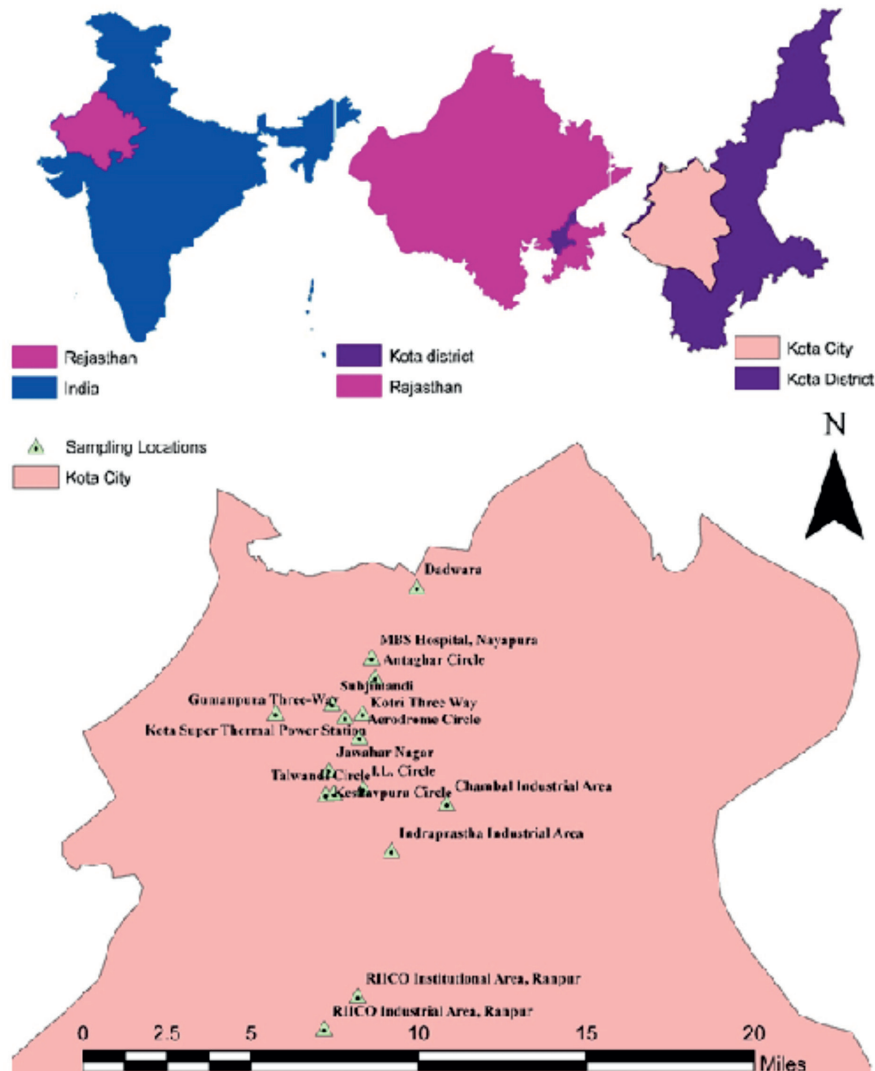 Rajasthan
India
Kota district
Rajasthan
Kota City
Kota District
Sampling Locations
Kota City
N
Dadwara
MBS Hospital, Nayapura
Antaghar Circle
Subjimandi
Gumanpura Three-Way
Kotri Three Way
Aerodrome Circle
Kota Super Thermal Power Station
Jawahar Nagar
Talwandi Circle
I.L. Circle
Keshavpura Circle
Chambal Industrial Area
Indraprastha Industrial Area
RIICO Institutional Area, Ranpur
RIICO Industrial Area, Ranpur
0 2.5 5 10 15 20
Miles